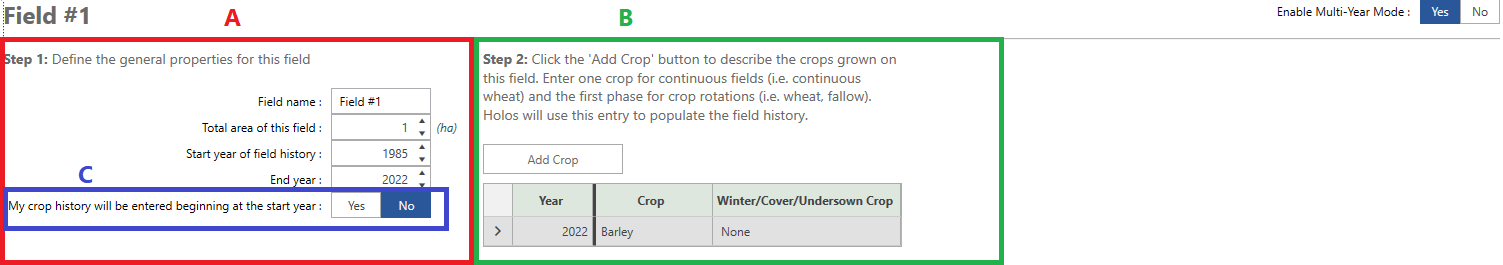 Field #1
A
B
Enable Multi-Year Mode :
Yes
No
Step 1: Define the general properties for this field
Field name :
Field #1
Total area of this field :
1
(ha)
Start year of field history :
1985
End year :
2022
C
My crop history will be entered beginning at the start year :
Yes
No
Step 2: Click the 'Add Crop' button to describe the crops grown on
this field. Enter one crop for continuous fields (i.e. continuous
wheat) and the first phase for crop rotations (i.e. wheat, fallow).
Holos will use this entry to populate the field history.
Add Crop
Year
Crop
Winter/Cover/Undersown Crop
2022
Barley
None